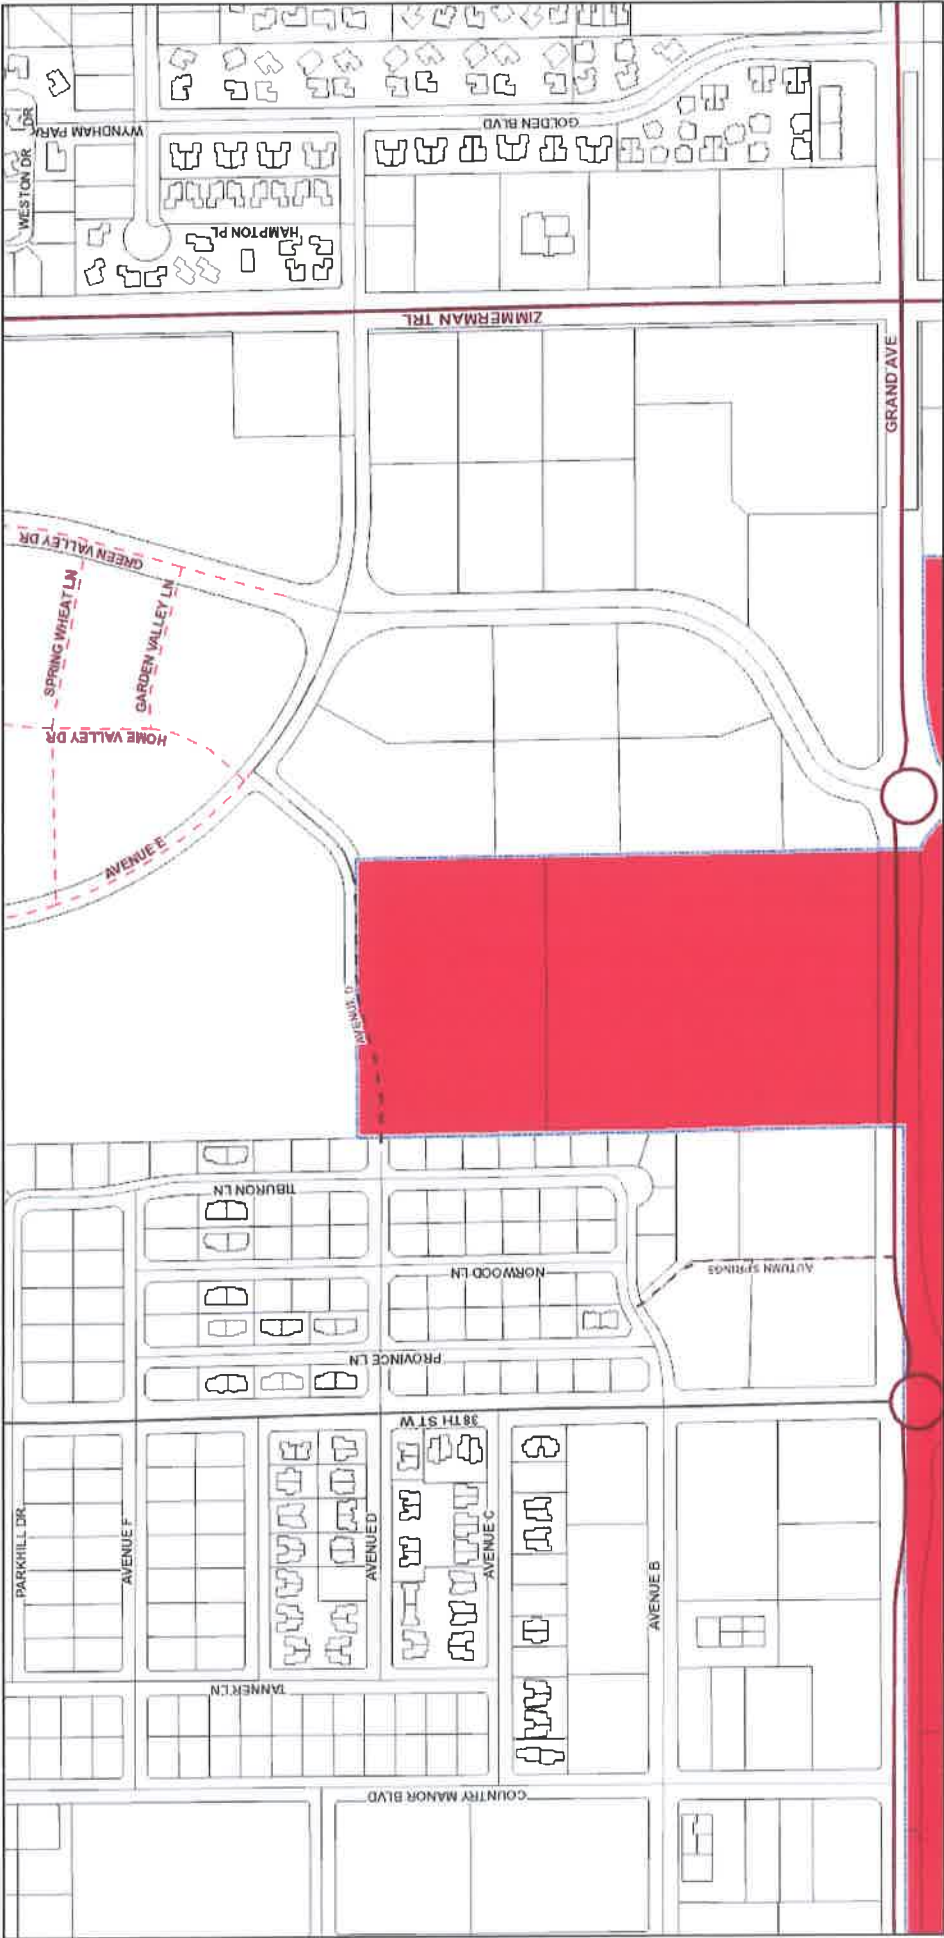 WYNDHAM PARK
DR
WESTON DR
GOLDEN BLVD
HAMPTON PL
ZIMMERMAN TRL
GRAND AVE
GREEN VALLEY DR
SPRING WHEAT LN
GARDEN VALLEY LN
HOME VALLEY DR
AVENUE E
AVENUE D
TIBURON LN
NORWOOD LN
AUTUMN SPRINGS
PROVINCE LN
38TH ST W
PARKHILL DR
AVENUE F
AVENUE D
AVENUE C
AVENUE B
TANNER LN
COUNTRY MANOR BLVD